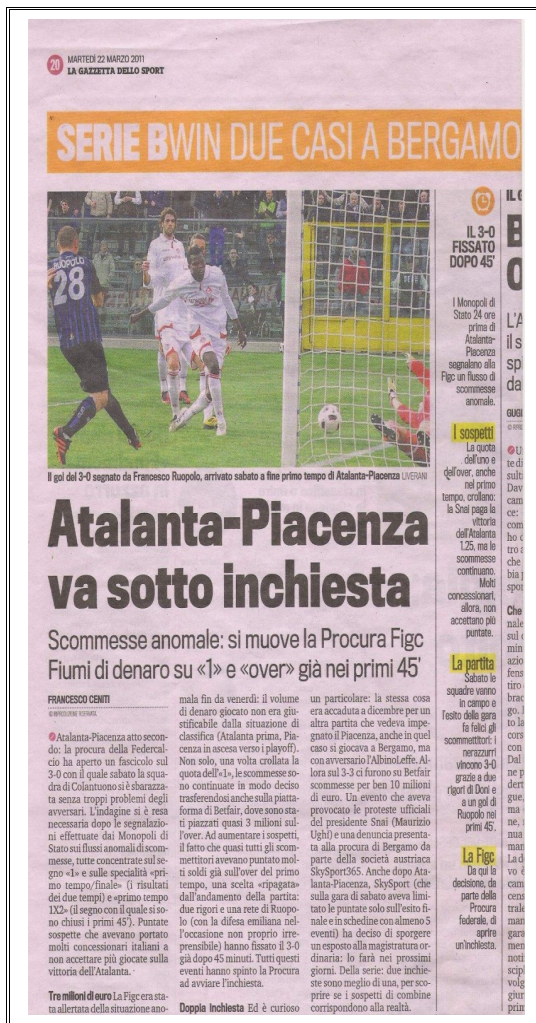 20
MARTEDÌ 22 MARZO 2011
LA GAZZETTA DELLO SPORT
SERIE BWIN DUE CASI A BERGAMO
RUOPOLO
28
Il gol del 3-0 segnato da Francesco Ruopolo, arrivato sabato a fine primo tempo di Atalanta-Piacenza LIVERANI
Atalanta-Piacenza
va sotto inchiesta
Scommesse anomale: si muove la Procura Figc
Fiumi di denaro su «1» e «over» già nei primi 45'
FRANCESCO CENITI
© RIPRODUZIONE RISERVATA
Atalanta-Piacenza atto secon-
do: la procura della Federcal-
cio ha aperto un fascicolo sul
3-0 con il quale sabato la squa-
dra di Colantuono si è sbarazza-
ta senza troppi problemi degli
avversari. L'indagine si è resa
necessaria dopo le segnalazio-
ni effettuate dai Monopoli di
Stato sui flussi anomali di scom-
messe, tutte concentrate sul se-
gno «1» e sulle specialità «pri-
mo tempo/finale» (i risultati
dei due tempi) e «primo tempo
1X2» (il segno con il quale si so-
no chiusi i primi 45'). Puntate
sospette che avevano portato
molti concessionari italiani a
non accettare più giocate sulla
vittoria dell'Atalanta.
Tre milioni di euro La Figc era sta-
ta allertata della situazione ano-
mala fin da venerdì: il volume
di denaro giocato non era giu-
stificabile dalla situazione di
classifica (Atalanta prima, Pia-
cenza in ascesa verso i playoff).
Non solo, una volta crollata la
quota dell'«1», le scommesse so-
no continuate in modo deciso
trasferendosi anche sulla piatta-
forma di Betfair, dove sono sta-
ti piazzati quasi 3 milioni sul-
l'over. Ad aumentare i sospetti,
il fatto che quasi tutti gli scom-
mettitori avevano puntato mol-
ti soldi già sull'over del primo
tempo, una scelta «ripagata»
dall'andamento della partita:
due rigori e una rete di Ruopo-
lo (con la difesa emiliana nel-
l'occasione non proprio irre-
prensibile) hanno fissato il 3-0
già dopo 45 minuti. Tutti questi
eventi hanno spinto la Procura
ad avviare l'inchiesta.
Doppia Inchiesta Ed è curioso
un particolare: la stessa cosa
era accaduta a dicembre per un
altra partita che vedeva impe-
gnato il Piacenza, anche in quel
caso si giocava a Bergamo, ma
con avversario l'AlbinoLeffe. Al-
lora sul 3-3 ci furono su Betfair
scommesse per ben 10 milioni
di euro. Un evento che aveva
provocato le proteste ufficiali
del presidente Snai (Maurizio
Ughi) e una denuncia presenta-
ta alla procura di Bergamo da
parte della società austriaca
SkySport365. Anche dopo Ata-
lanta-Piacenza, SkySport (che
sulla gara di sabato aveva limi-
tato le puntate solo sull'esito fi-
nale e in schedine con almeno 5
eventi) ha deciso di sporgere
un esposto alla magistratura or-
dinaria: lo farà nei prossimi
giorni. Della serie: due inchie-
ste sono meglio di una, per sco-
prire se i sospetti di combine
corrispondono alla realtà.
IL 3-0
FISSATO
DOPO 45'
I Monopoli di
Stato 24 ore
prima di
Atalanta-
Piacenza
segnalano alla
Figc un flusso di
scommesse
anomale.
I sospetti
La quota
dell'uno e
dell'over, anche
nel primo
tempo, crollano:
la Snai paga la
vittoria
dell'Atalanta
1.25, ma le
scommesse
continuano.
Molti
concessionari,
allora, non
accettano più
puntate.
La partita
Sabato le
squadre vanno
in campo e
l'esito della gara
fa felici gli
scommettitori: i
nerazzurri
vincono 3-0
grazie a due
rigori di Doni e
a un gol di
Ruopolo nei
primi 45'.
La Figc
Da qui la
decisione, da
parte della
Procura
federale, di
aprire
un'inchiesta.